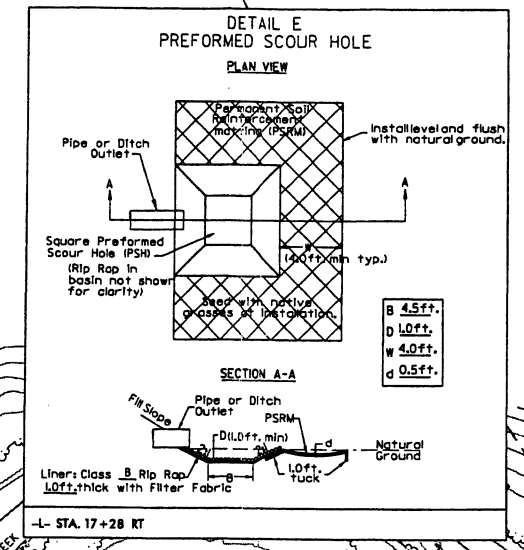 DETAIL E
PREFORMED SCOUR HOLE
PLAN VIEW
Permanent Soil
Reinforcement
matting (PSRM)
Install level and flush
with natural ground.
Pipe or Ditch
Outlet
A
A
Square Preformed
Scour Hole (PSH)
(Rip Rap in
basin not shown
for clarity)
W
(4.0ft. min typ.)
Seed with native
grasses at installation.
B 4.5ft.
D 1.0ft.
W 4.0ft.
d 0.5ft.
SECTION A-A
Fill Slope
Pipe or Ditch
Outlet
PSRM
d
D(1.0ft. min)
Natural
Ground
1.0ft.
tuck
B
Liner: Class B Rip Rap
1.0ft. thick with Filter Fabric
-L- STA. 17+28 RT